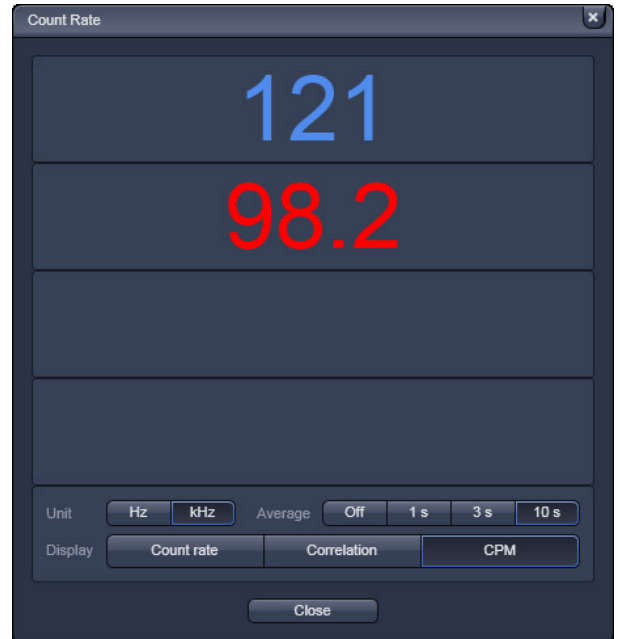 Count Rate
121
98.2
Unit Hz kHz Average Off 1 s 3 s 10 s
Display Count rate Correlation CPM
Close